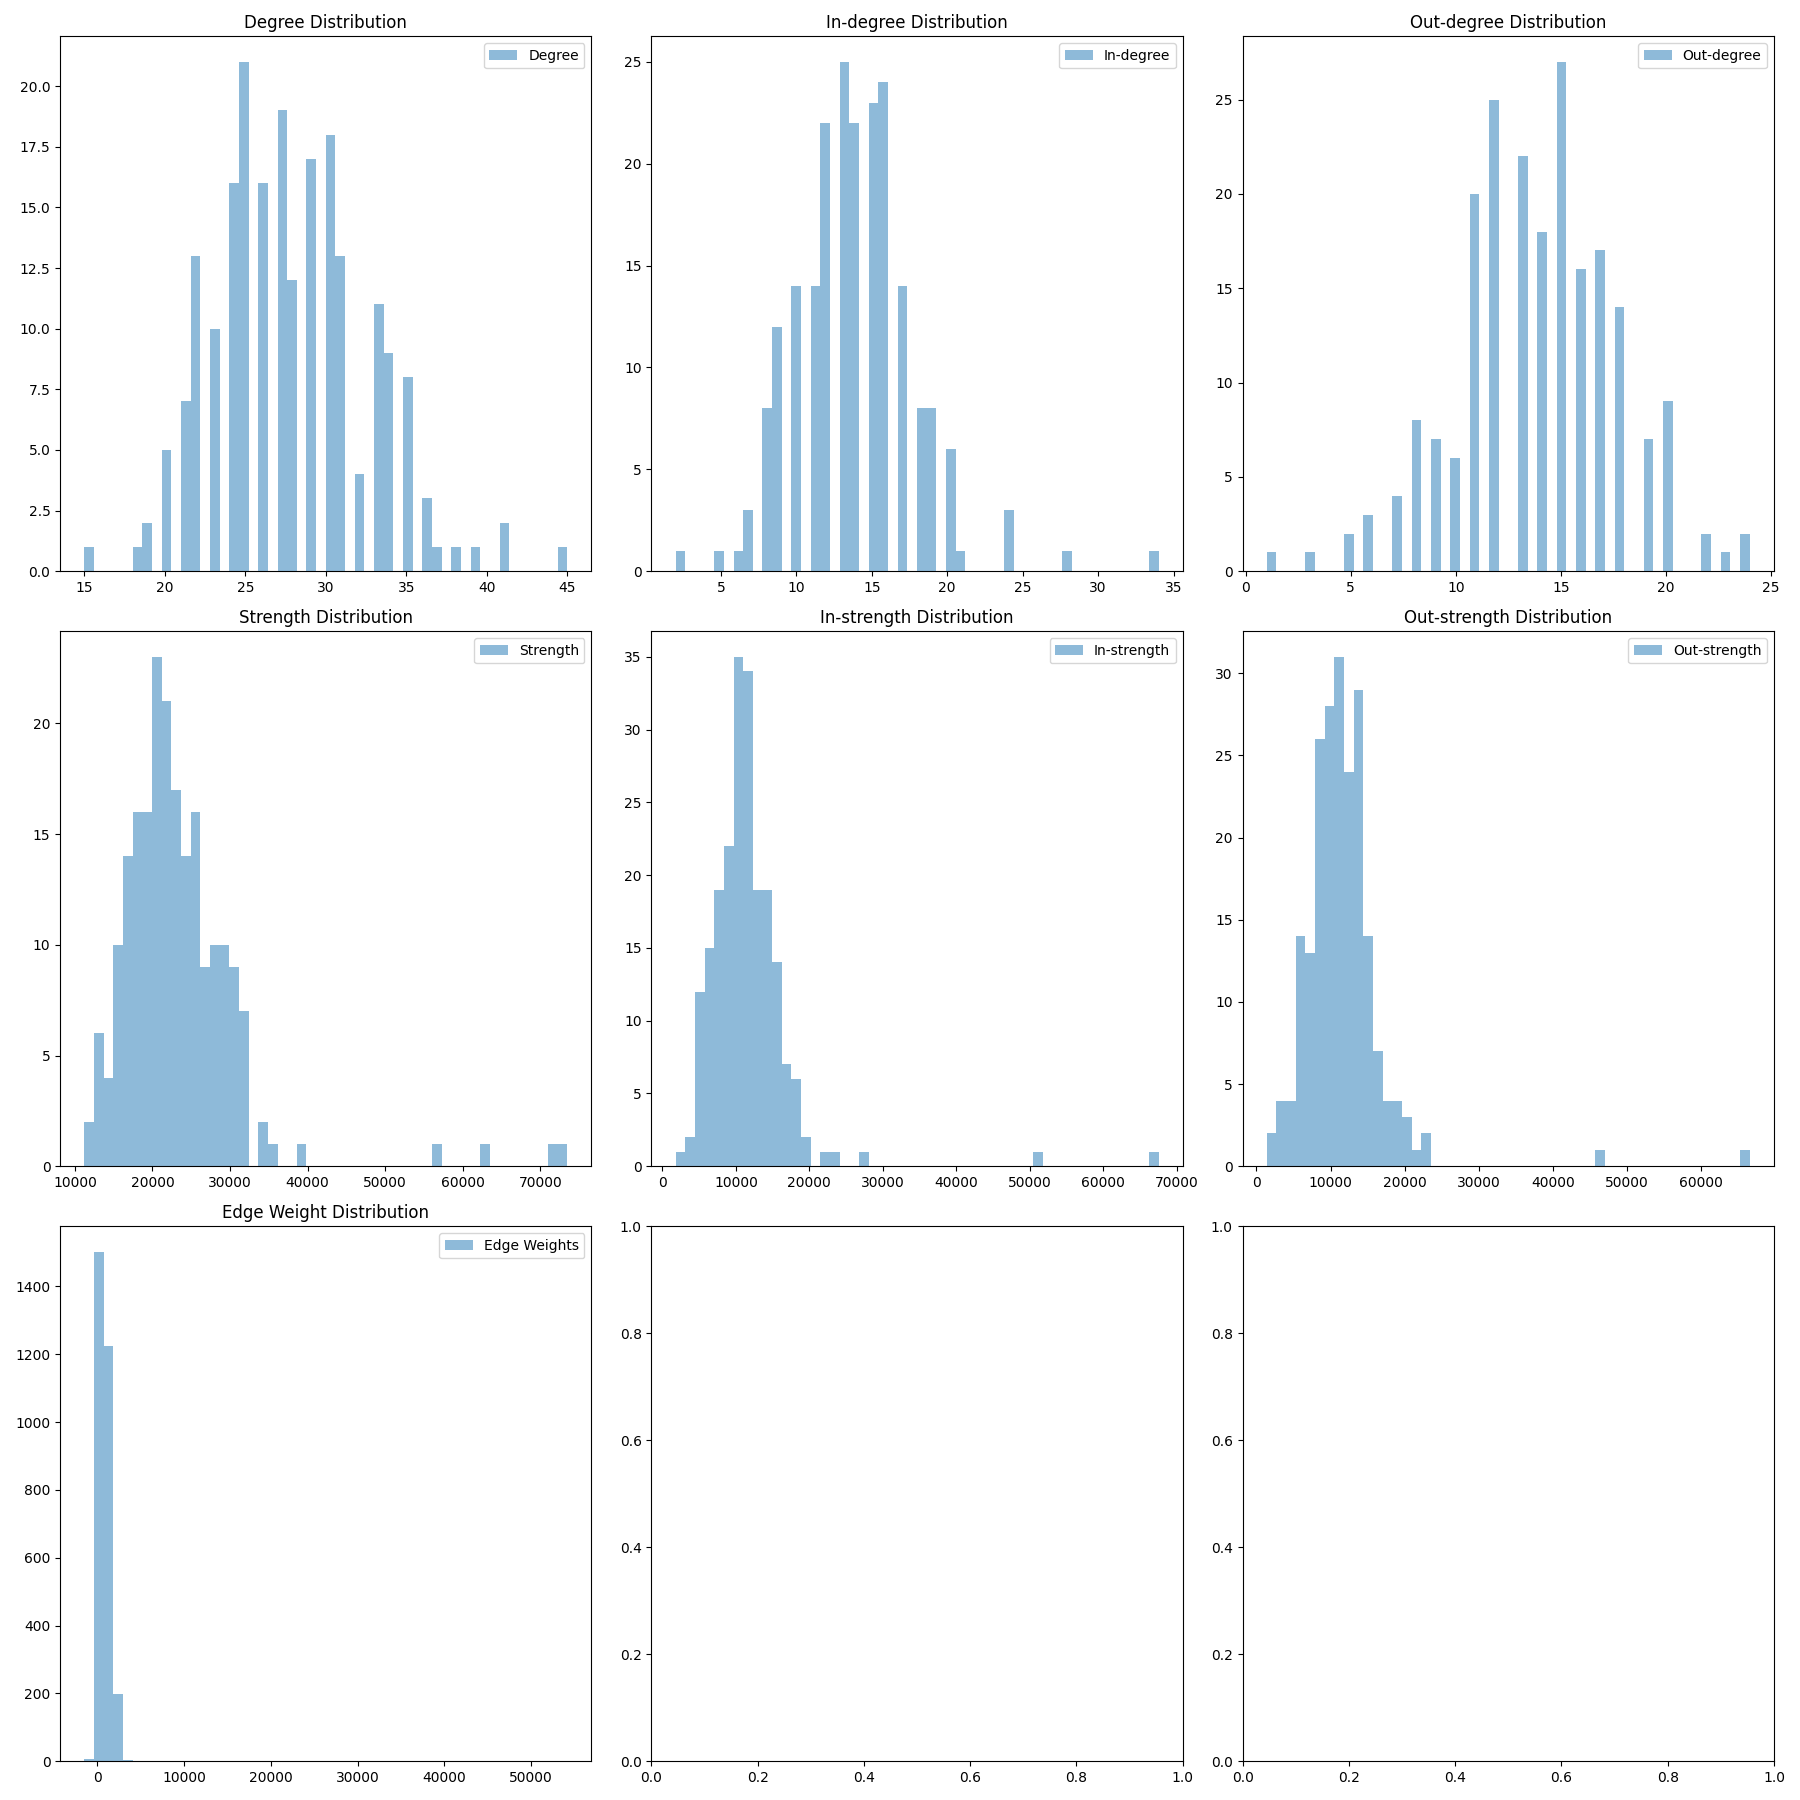 Degree Distribution
Degree
20.0
17.5
15.0
12.5
10.0
7.5
5.0
2.5
0.0
15 20 25 30 35 40 45
In-degree Distribution
In-degree
25
20
15
10
5
0
5 10 15 20 25 30 35
Out-degree Distribution
Out-degree
25
20
15
10
5
0
0 5 10 15 20 25
Strength Distribution
Strength
20
15
10
5
0
10000 20000 30000 40000 50000 60000 70000
In-strength Distribution
In-strength
35
30
25
20
15
10
5
0
0 10000 20000 30000 40000 50000 60000 70000
Out-strength Distribution
Out-strength
30
25
20
15
10
5
0
0 10000 20000 30000 40000 50000 60000
Edge Weight Distribution
Edge Weights
1400
1200
1000
800
600
400
200
0
0 10000 20000 30000 40000 50000
1.0
0.8
0.6
0.4
0.2
0.0
0.0 0.2 0.4 0.6 0.8 1.0
1.0
0.8
0.6
0.4
0.2
0.0
0.0 0.2 0.4 0.6 0.8 1.0